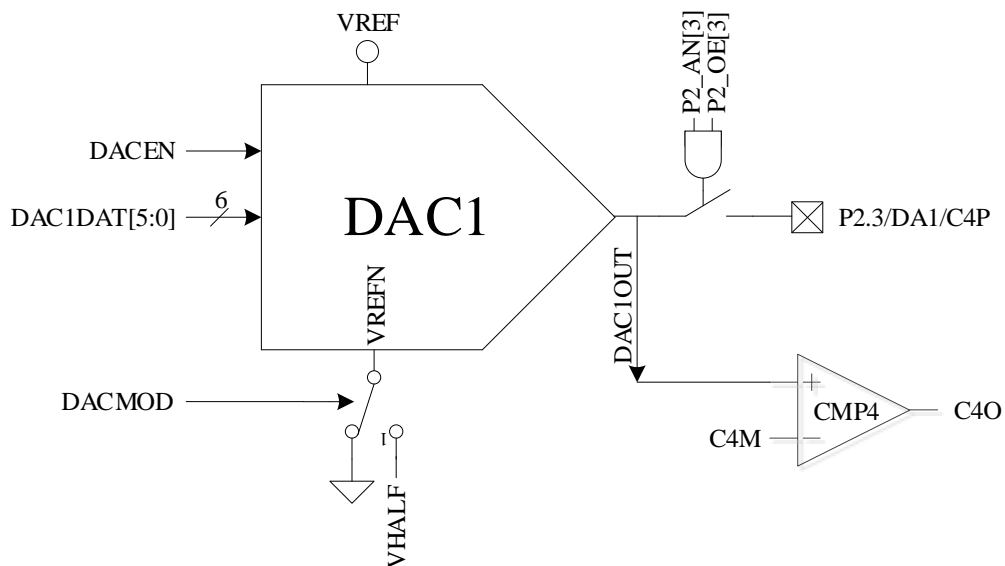 VREF
P2_AN[3]
P2_OE[3]
DACEN
6
DAC1DAT[5:0]
DAC1
P2.3/DA1/C4P
VREFN
DAC1OUT
DACMOD
+
CMP4
C4O
C4M
1
VHALF